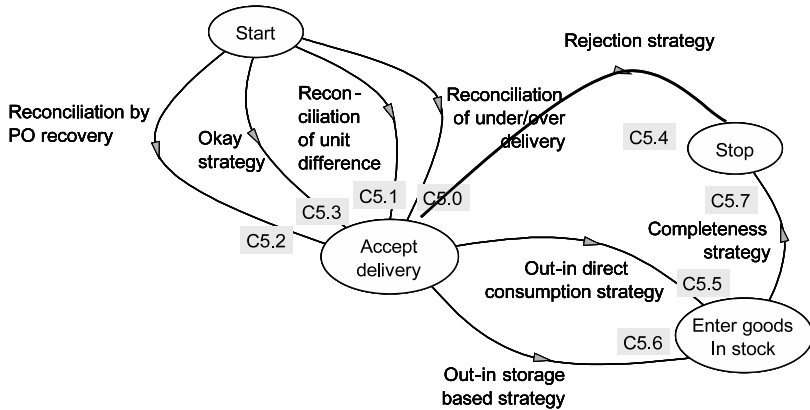 Start
Rejection strategy
Reconciliation by
PO recovery
Okay
strategy
Recon-
ciliation
of unit
difference
Reconciliation
of under/over
delivery
C5.4
Stop
C5.1
C5.0
C5.3
C5.2
C5.7
Accept
delivery
Completeness
strategy
Out-in direct
consumption strategy
C5.5
C5.6
Enter goods
In stock
Out-in storage
based strategy